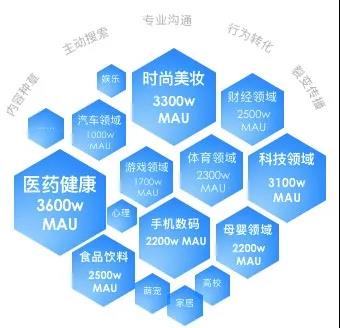 内容种草
主动搜索
专业沟通
行为转化
裂变传播
娱乐
时尚美妆
3300w
MAU
......
汽车领域
1000w
MAU
财经领域
2500w
MAU
医药健康
3600w
MAU
游戏领域
1700w
MAU
体育领域
2300w
MAU
科技领域
3100w
MAU
心理
手机数码
2200w MAU
母婴领域
2200w
MAU
食品饮料
2500w
MAU
萌宠
家居
高校